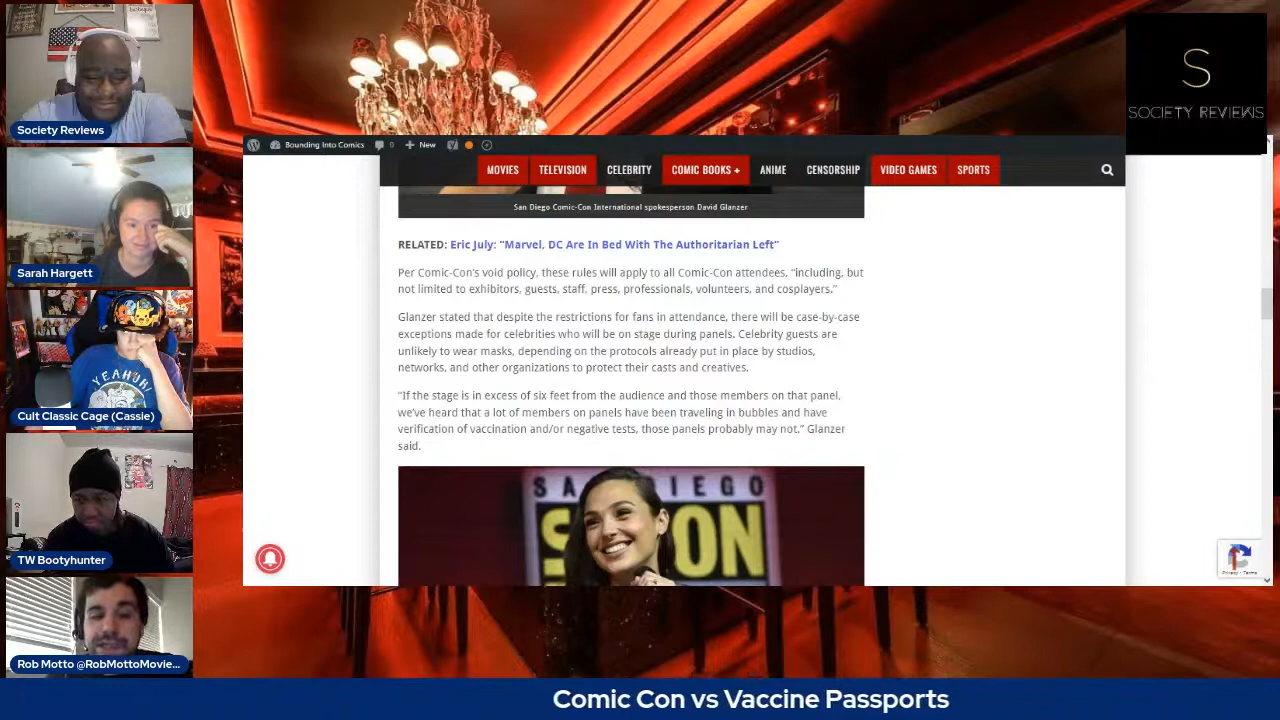 Society Reviews
Sarah Hargett
YEAHUH!
Cult Classic Cage (Cassie)
TW Bootyhunter
Rob Motto @RobMottoMovie...
S
SOCIETY REVIEWS
Bounding Into Comics 0 New
MOVIES TELEVISION CELEBRITY COMIC BOOKS + ANIME CENSORSHIP VIDEO GAMES SPORTS
San Diego Comic-Con International spokesperson David Glanzer
RELATED: Eric July: “Marvel, DC Are In Bed With The Authoritarian Left”
Per Comic-Con’s void policy, these rules will apply to all Comic-Con attendees, “including, but
not limited to exhibitors, guests, staff, press, professionals, volunteers, and cosplayers.”
Glanzer stated that despite the restrictions for fans in attendance, there will be case-by-case
exceptions made for celebrities who will be on stage during panels. Celebrity guests are
unlikely to wear masks, depending on the protocols already put in place by studios,
networks, and other organizations to protect their casts and creatives.
“If the stage is in excess of six feet from the audience and those members on that panel,
we’ve heard that a lot of members on panels have been traveling in bubbles and have
verification of vaccination and/or negative tests, those panels probably may not,” Glanzer
said.
SA DIEGO
ON
Privacy - Terms
Comic Con vs Vaccine Passports